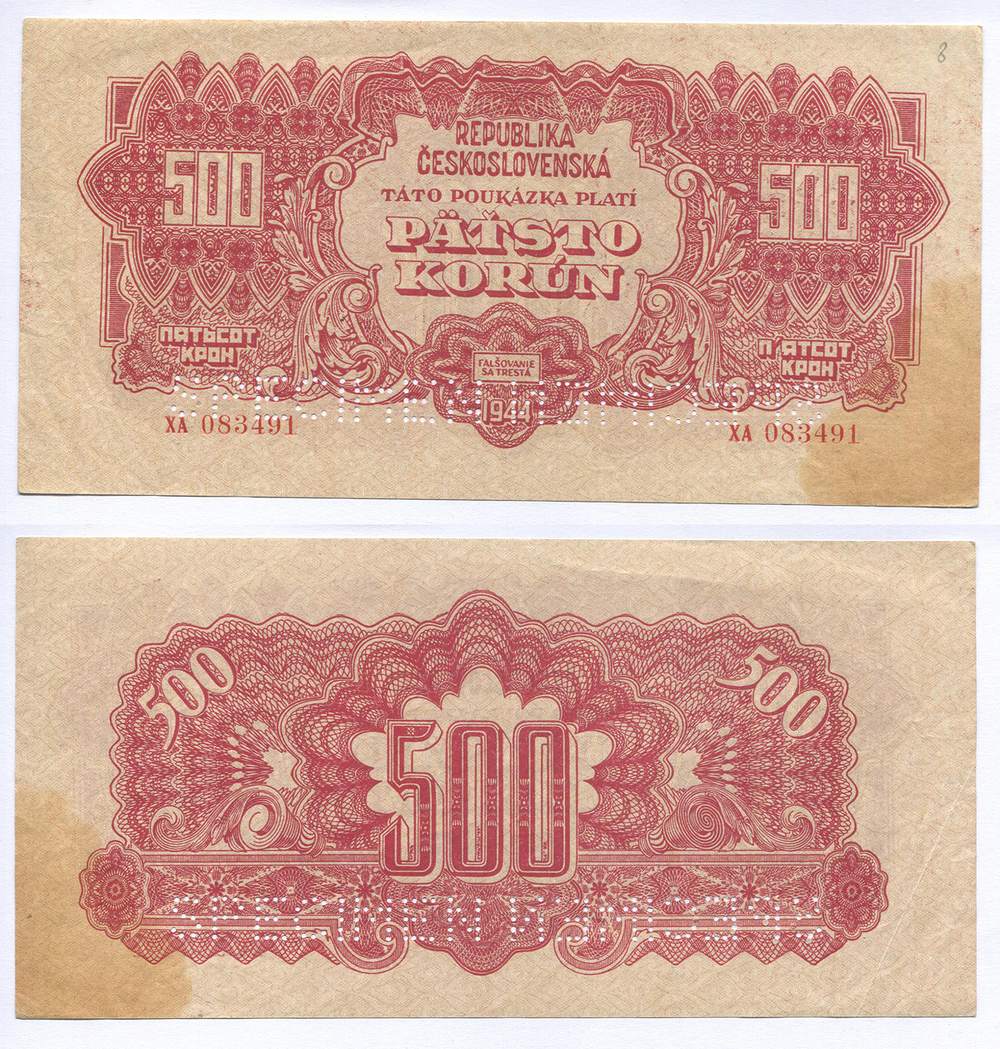 8
REPUBLIKA
ČESKOSLOVENSKÁ
TÁTO POUKÁZKA PLATÍ
PÄŤSTO
KORÚN
500
500
ПЯТЬСОТ
КРОН
П'ЯТСОТ
КРОН
FALŠOVANIE
SA TRESTÁ
1944
XA 083491
XA 083491
500
500
500